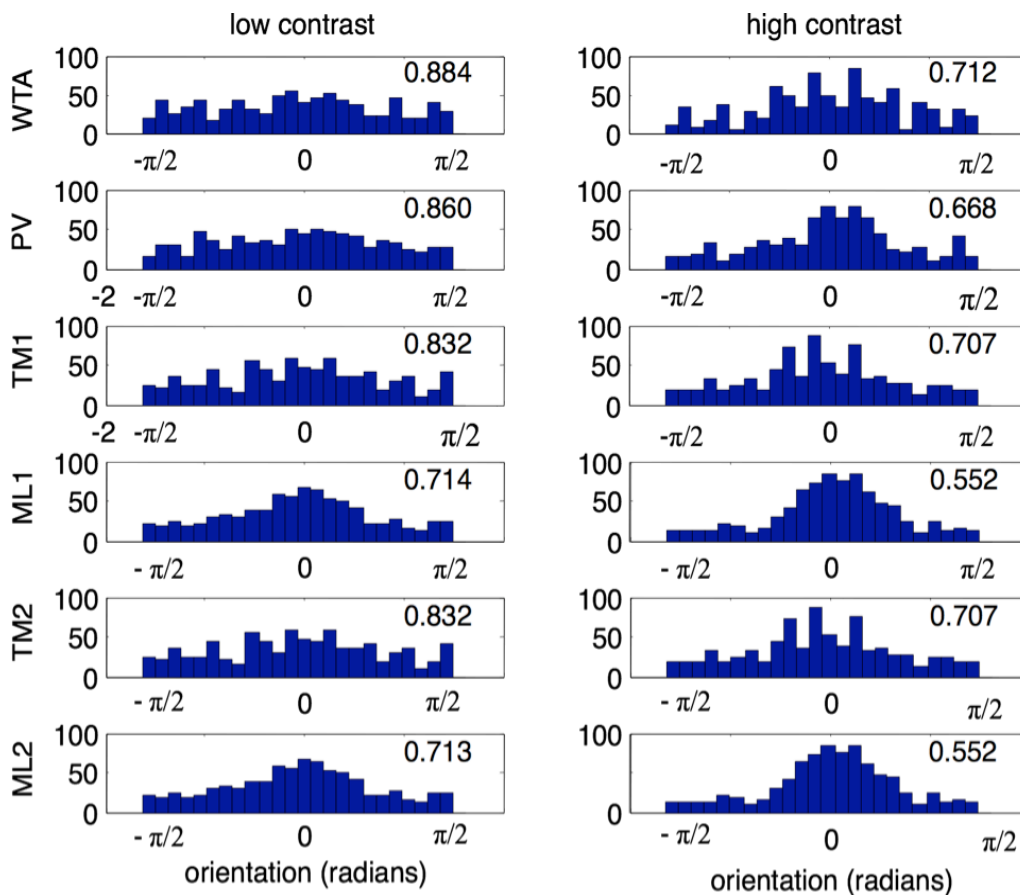 low contrast high contrast
WTA 100 50 0 0.884 -π/2 0 π/2
100 50 0 0.712 -π/2 0 π/2
PV 100 50 0 0.860 -2 -π/2 0 π/2
100 50 0 0.668 -π/2 0 π/2
TM1 100 50 0 0.832 -2 -π/2 0 π/2
100 50 0 0.707 -π/2 0 π/2
ML1 100 50 0 0.714 - π/2 0 π/2
100 50 0 0.552 - π/2 0 π/2
TM2 100 50 0 0.832 - π/2 0 π/2
100 50 0 0.707 - π/2 0 π/2
ML2 100 50 0 0.713 - π/2 0 π/2
100 50 0 0.552 - π/2 0 π/2
orientation (radians) orientation (radians)